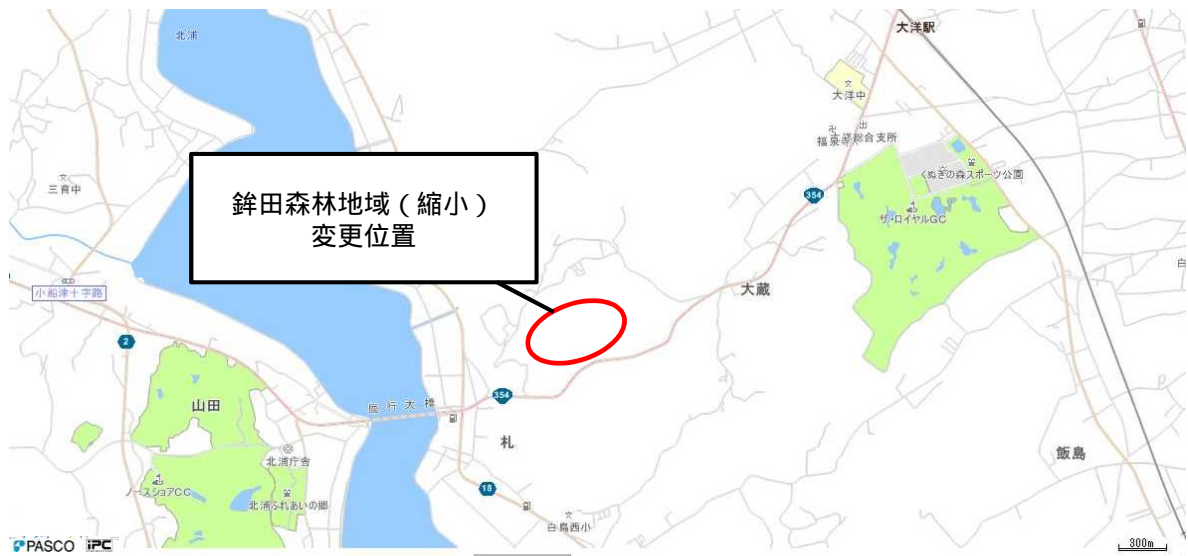 北浦
大洋駅
大洋中
福泉寺
大洋総合支所
くぬぎの森スポーツ公園
三育中
鉾田森林地域(縮小)
変更位置
354
ザ・ロイヤルGC
白
小船津十字路
大蔵
2
354
山田
鹿行大橋
札
飯島
北浦庁舎
15
ノースショアCC
北浦ふれあいの郷
白鳥西小
PASCO iPC
300m